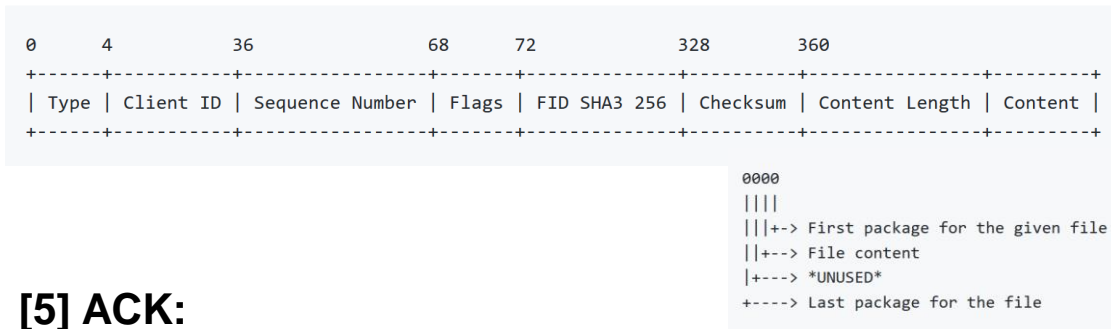 0 4 36 68 72 328 360
+------+-----------+-----------------+-------+--------------+----------+----------------+---------+
| Type | Client ID | Sequence Number | Flags | FID SHA3 256 | Checksum | Content Length | Content |
+------+-----------+-----------------+-------+--------------+----------+----------------+---------+
0000
||||
|||+-> First package for the given file
||+--> File content
|+---> *UNUSED*
+----> Last package for the file
[5] ACK: